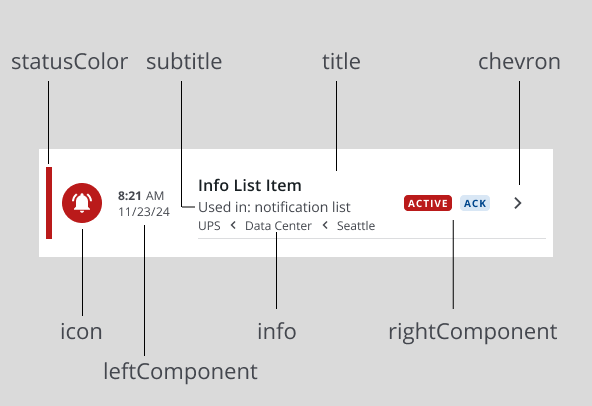 statusColor subtitle title chevron
Info List Item
8:21 AM
Used in: notification list
ACTIVE ACK
11/23/24
UPS Data Center Seattle
icon info rightComponent
leftComponent